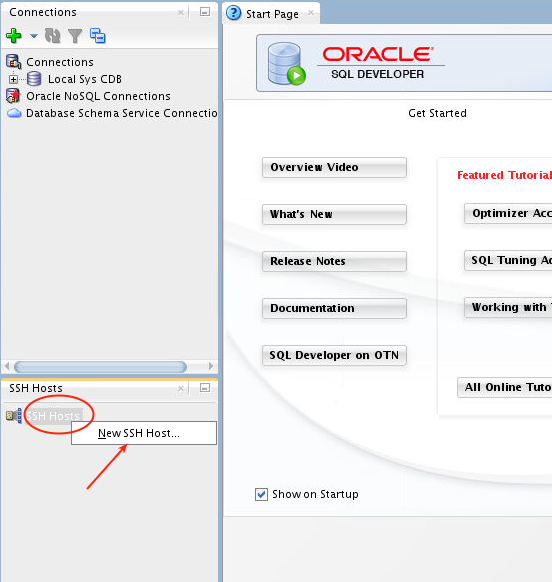 Connections
Connections
Local Sys CDB
Oracle NoSQL Connections
Database Schema Service Connectio
SSH Hosts
SSH Hosts
New SSH Host...
Start Page
ORACLE
SQL DEVELOPER
Get Started
Overview Video
What's New
Release Notes
Documentation
SQL Developer on OTN
Featured Tutorial
Optimizer Acc
SQL Tuning Ad
Working with
All Online Tuto
Show on Startup